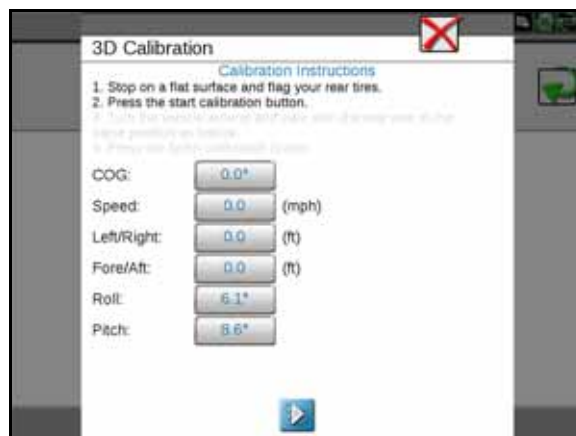 3D Calibration
Calibration Instructions
1. Stop on a flat surface and flag your rear tires.
2. Press the start calibration button.
COG: 0.0°
Speed: 0.0 (mph)
Left/Right: 0.0 (ft)
Fore/Aft: 0.0 (ft)
Roll: 6.1°
Pitch: 8.6°